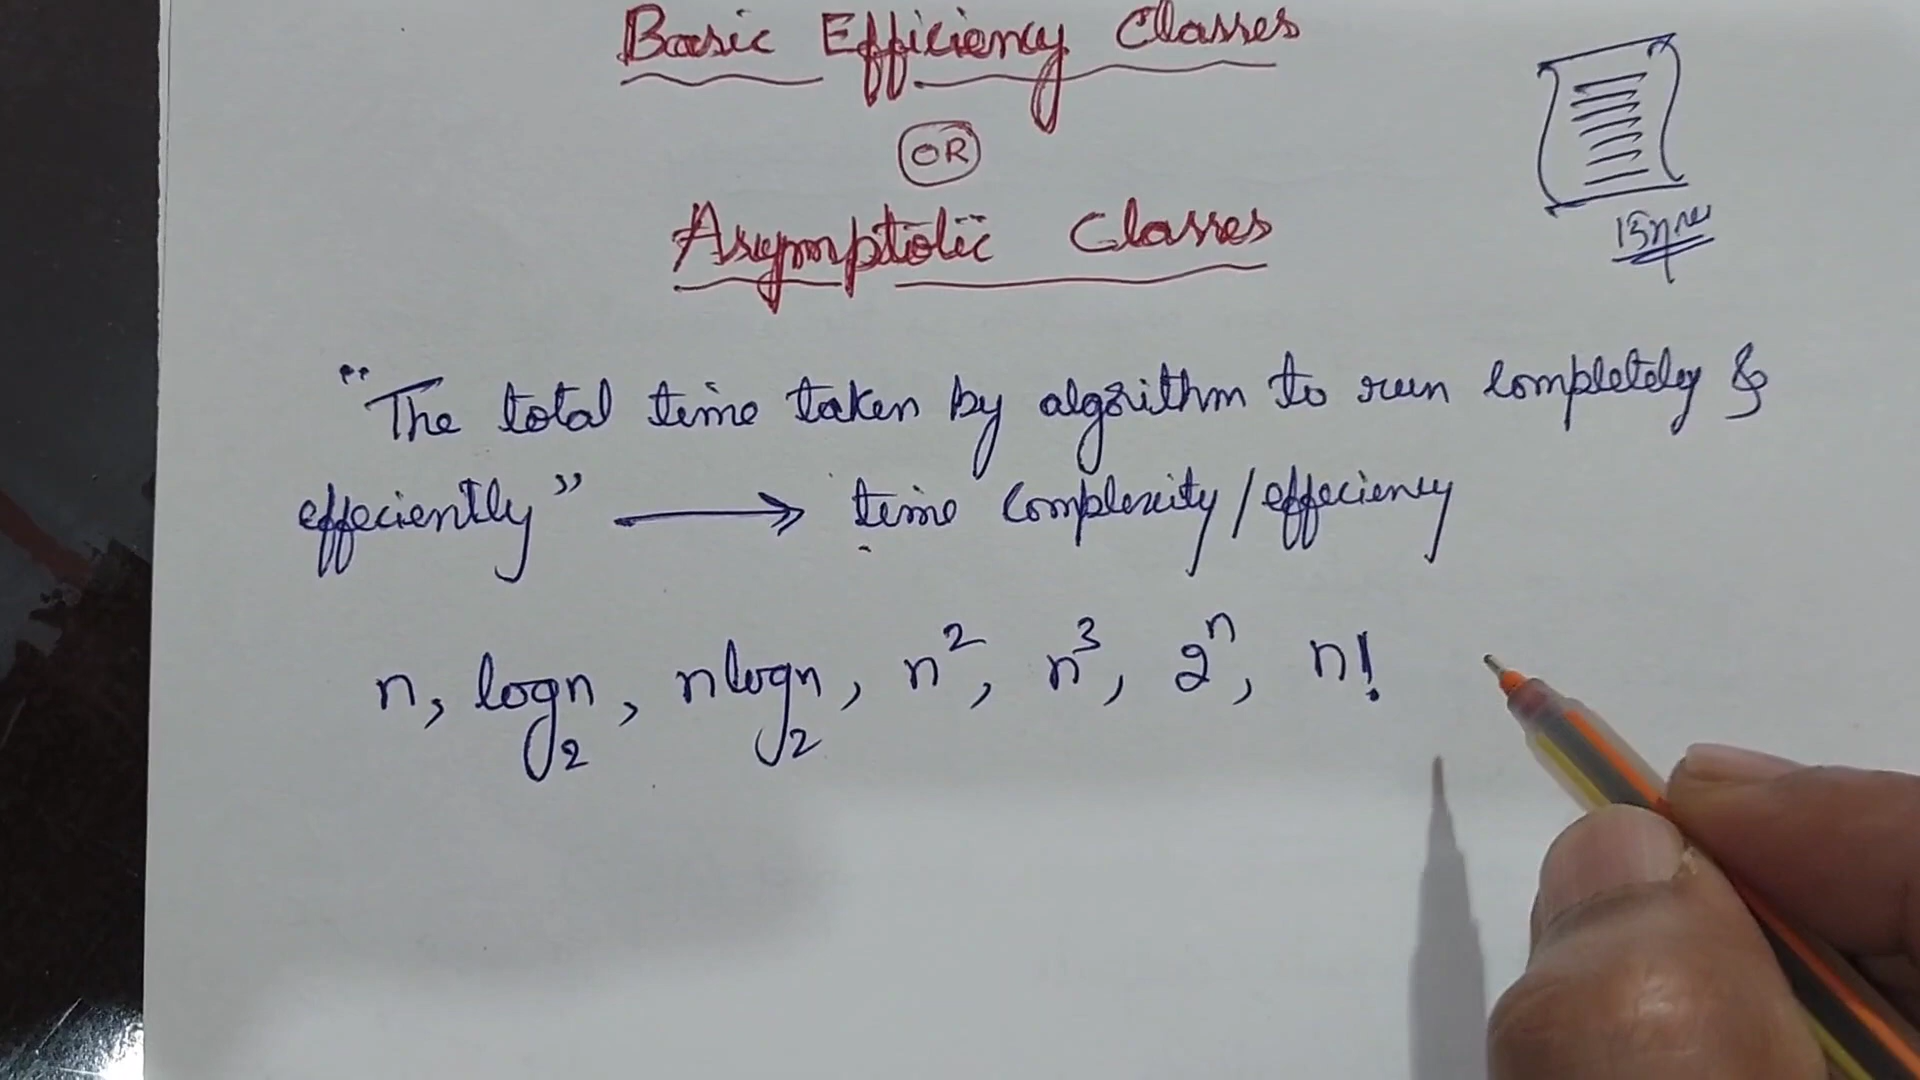 Basic Efficiency Classes
OR
Asymptotic Classes
"The total time taken by algorithm to run completely &
effeciently" → time complexity/effeciency
n, log₂n, nlog₂n, n², n³, 2ⁿ, n!